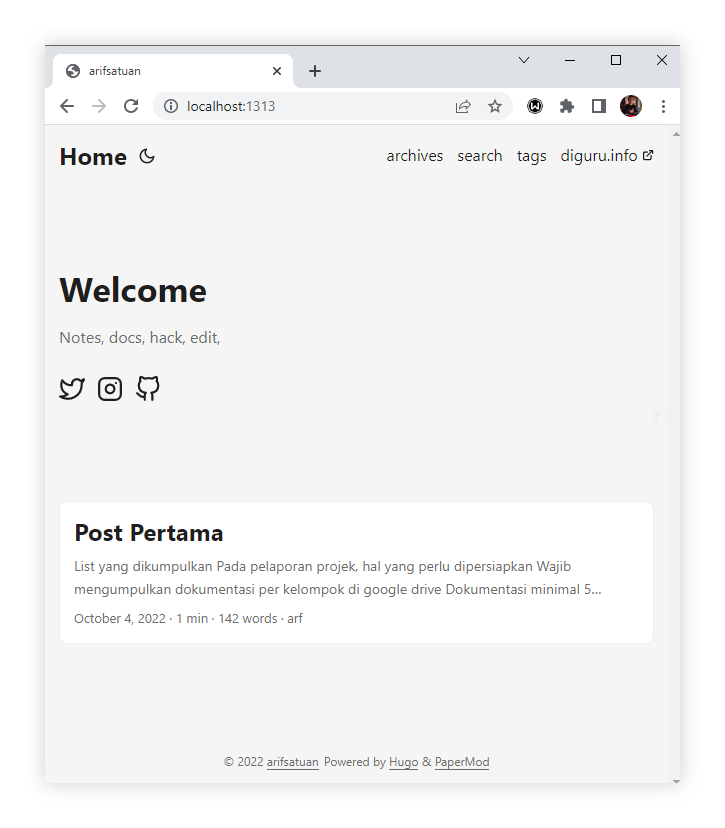 arifsatuan
localhost:1313
Home archives search tags diguru.info
Welcome
Notes, docs, hack, edit,
Post Pertama
List yang dikumpulkan Pada pelaporan projek, hal yang perlu dipersiapkan Wajib
mengumpulkan dokumentasi per kelompok di google drive Dokumentasi minimal 5...
October 4, 2022 · 1 min · 142 words · arf
© 2022 arifsatuan Powered by Hugo & PaperMod